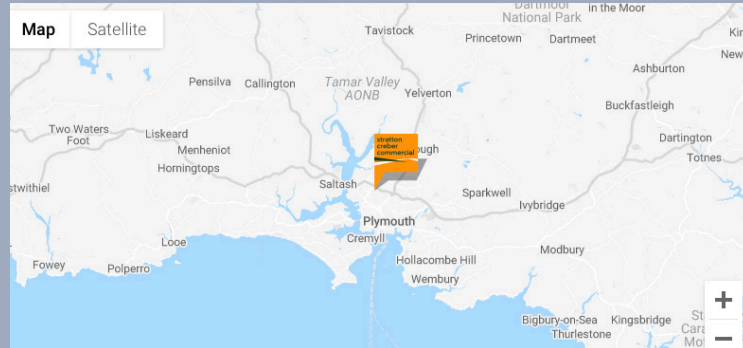 Dartmoor
National Park
in the Moor
Map
Satellite
Tavistock
Princetown
Dartmeet
Ashburton
Pensilva
Callington
Tamar Valley
AONB
Yelverton
Buckfastleigh
Two Waters
Foot
Liskeard
Menheniot
stratton
creber
commercial
ough
Dartington
Totnes
Horningtops
stwithiel
Saltash
Sparkwell
Ivybridge
Plymouth
Cremyll
Looe
Hollacombe Hill
Modbury
Fowey
Polperro
Wembury
+
Bigbury-on-Sea
Kingsbridge
Thurlestone
−